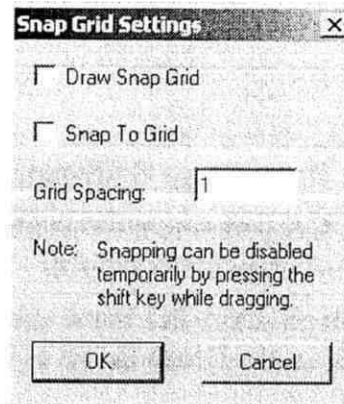 Snap Grid Settings
Draw Snap Grid
Snap To Grid
Grid Spacing: 1
Note: Snapping can be disabled
temporarily by pressing the
shift key while dragging.
OK Cancel